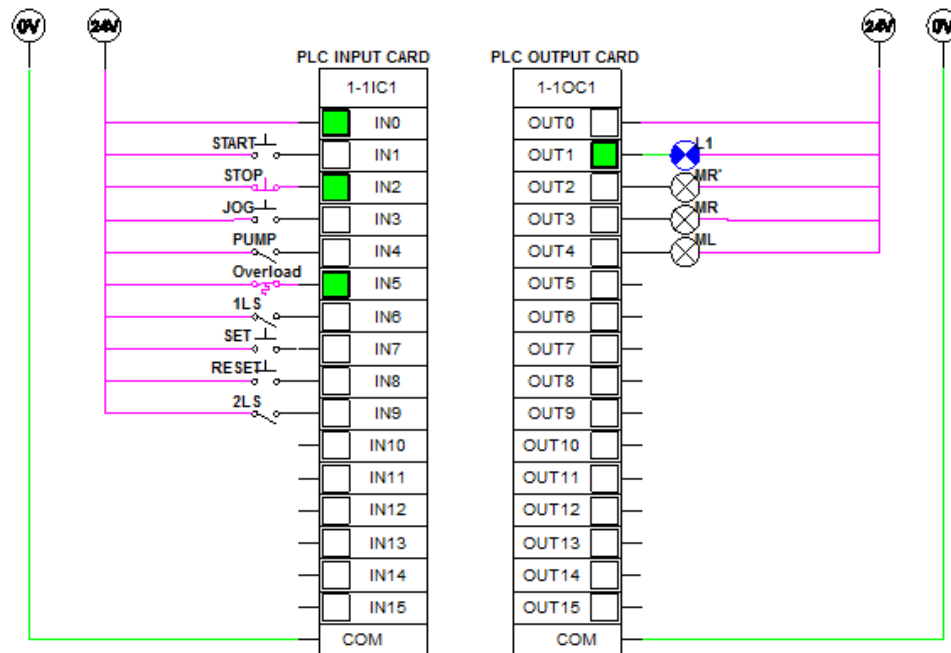 0V 24V 24V 0V
PLC INPUT CARD PLC OUTPUT CARD
1-1IC1 1-1OC1
IN0 OUT0
START IN1 OUT1 L1
STOP IN2 OUT2 MR'
JOG IN3 OUT3 MR
PUMP IN4 OUT4 ML
Overload IN5 OUT5
1LS IN6 OUT6
SET IN7 OUT7
RESET IN8 OUT8
2LS IN9 OUT9
IN10 OUT10
IN11 OUT11
IN12 OUT12
IN13 OUT13
IN14 OUT14
IN15 OUT15
COM COM